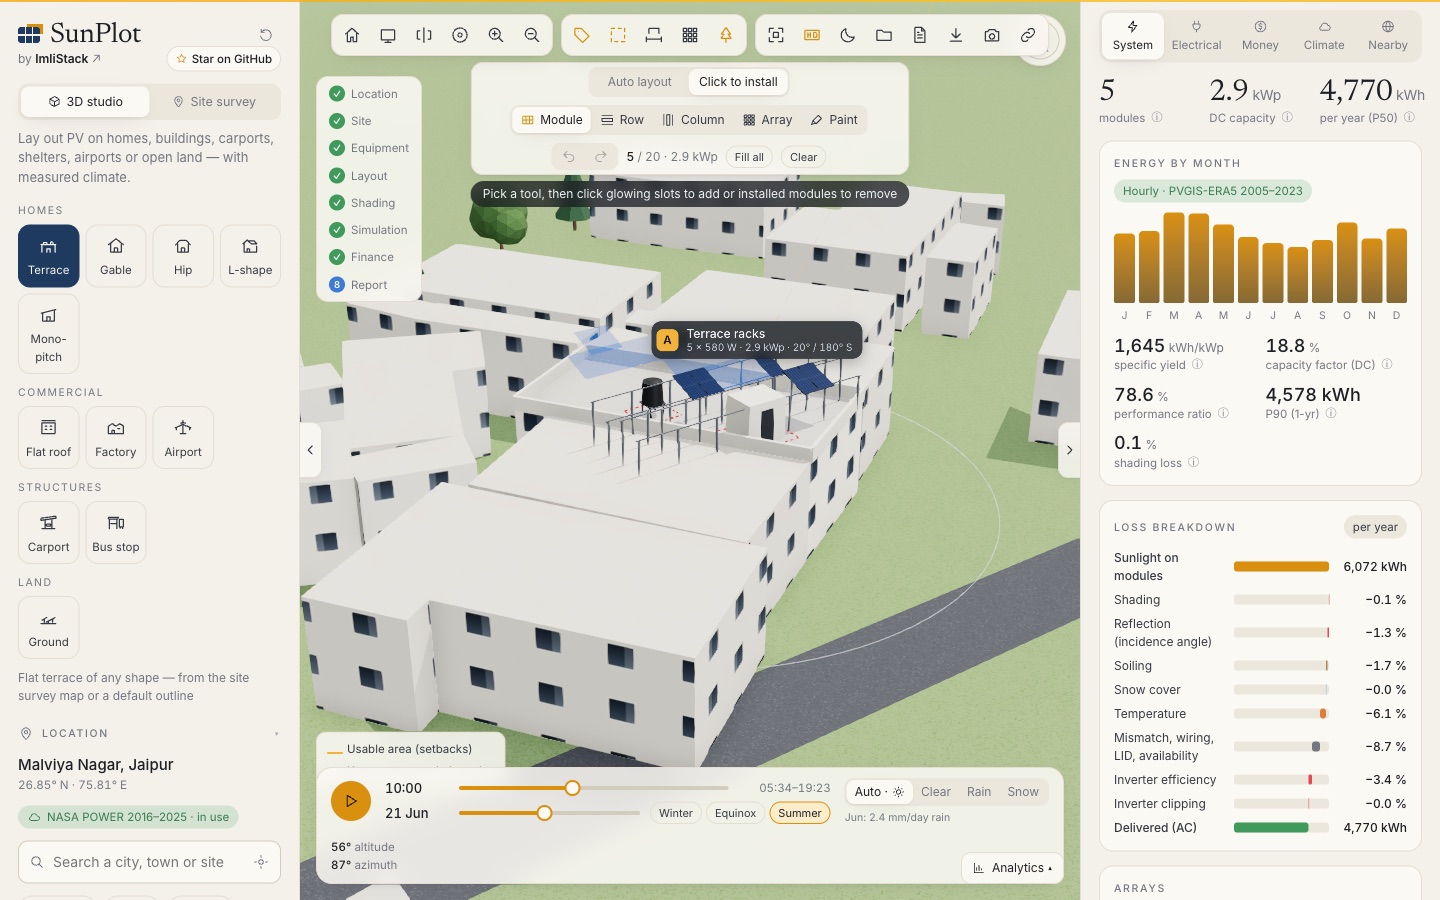 SunPlot
by ImliStack ↗
Star on GitHub
3D studio
Site survey
Lay out PV on homes, buildings, carports,
shelters, airports or open land — with
measured climate.
HOMES
Terrace
Gable
Hip
L-shape
Mono-
pitch
COMMERCIAL
Flat roof
Factory
Airport
STRUCTURES
Carport
Bus stop
LAND
Ground
Flat terrace of any shape — from the site
survey map or a default outline
LOCATION
Malviya Nagar, Jaipur
26.85° N · 75.81° E
NASA POWER 2016–2025 · in use
Search a city, town or site
HD
Location
Site
Equipment
Layout
Shading
Simulation
Finance
8 Report
Auto layout
Click to install
Module
Row
Column
Array
Paint
5 / 20 · 2.9 kWp
Fill all
Clear
Pick a tool, then click glowing slots to add or installed modules to remove
A
Terrace racks
5 × 580 W · 2.9 kWp · 20° / 180° S
Usable area (setbacks)
10:00
05:34–19:23
21 Jun
Winter
Equinox
Summer
Auto ·
Clear
Rain
Snow
Jun: 2.4 mm/day rain
56° altitude
87° azimuth
Analytics
System
Electrical
Money
Climate
Nearby
5
modules
2.9 kWp
DC capacity
4,770 kWh
per year (P50)
ENERGY BY MONTH
Hourly · PVGIS-ERA5 2005–2023
J F M A M J J A S O N D
1,645 kWh/kWp
specific yield
18.8 %
capacity factor (DC)
78.6 %
performance ratio
4,578 kWh
P90 (1-yr)
0.1 %
shading loss
LOSS BREAKDOWN
per year
Sunlight on
modules
6,072 kWh
Shading
−0.1 %
Reflection
(incidence angle)
−1.3 %
Soiling
−1.7 %
Snow cover
−0.0 %
Temperature
−6.1 %
Mismatch, wiring,
LID, availability
−8.7 %
Inverter efficiency
−3.4 %
Inverter clipping
−0.0 %
Delivered (AC)
4,770 kWh
ARRAYS